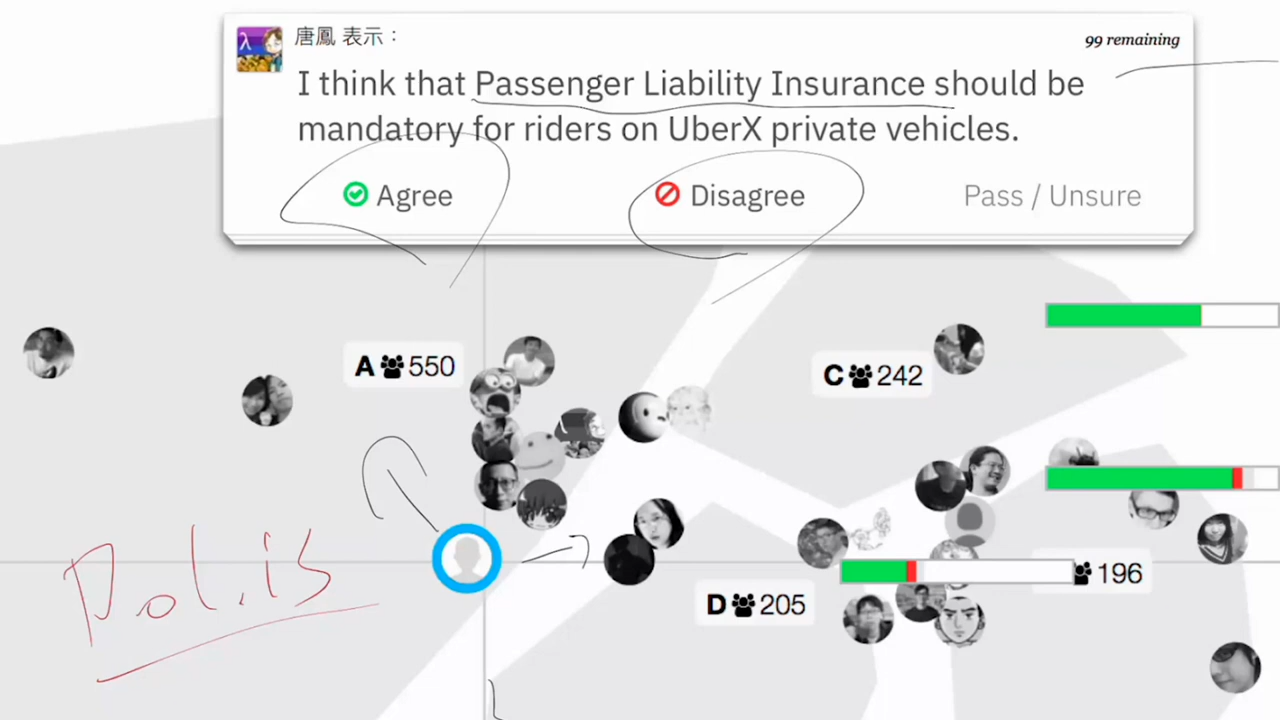 唐鳳 表示：
99 remaining
I think that Passenger Liability Insurance should be
mandatory for riders on UberX private vehicles.
Agree
Disagree
Pass / Unsure
A 550
C 242
196
D 205
Pol.is